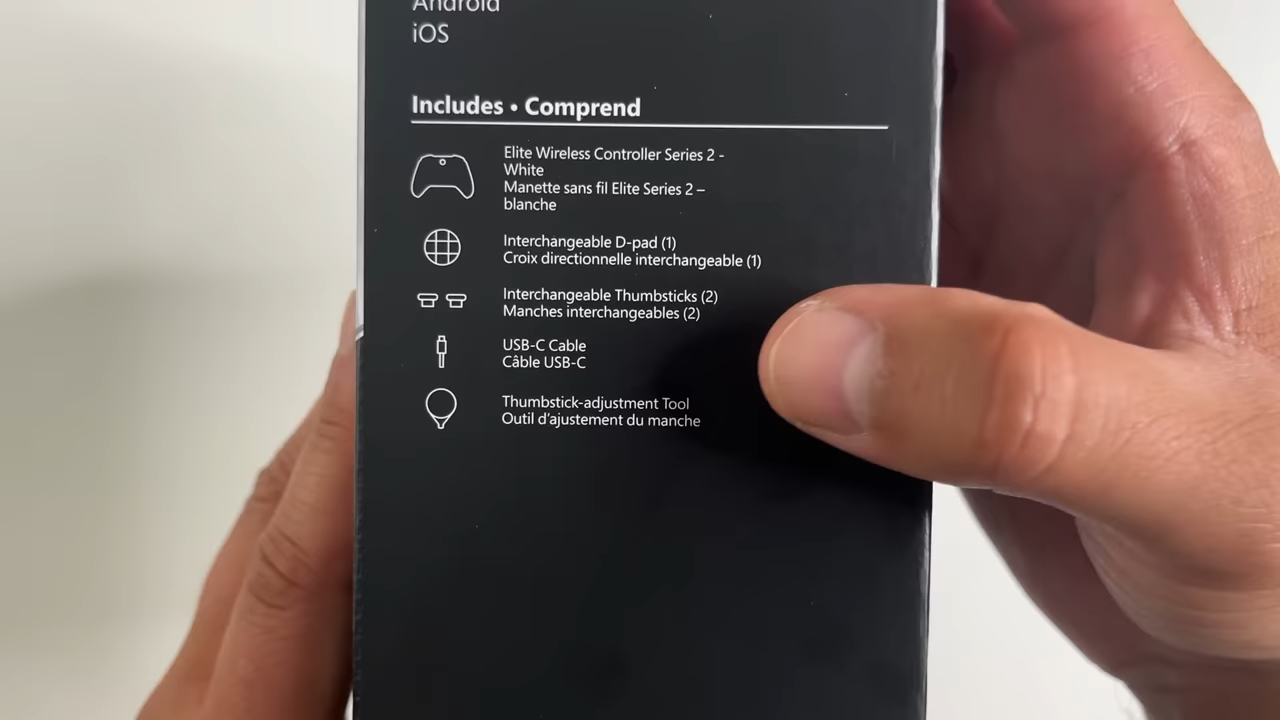 Android
iOS
Includes • Comprend
Elite Wireless Controller Series 2 -
White
Manette sans fil Elite Series 2 –
blanche
Interchangeable D-pad (1)
Croix directionnelle interchangeable (1)
Interchangeable Thumbsticks (2)
Manches interchangeables (2)
USB-C Cable
Câble USB-C
Thumbstick-adjustment Tool
Outil d'ajustement du manche